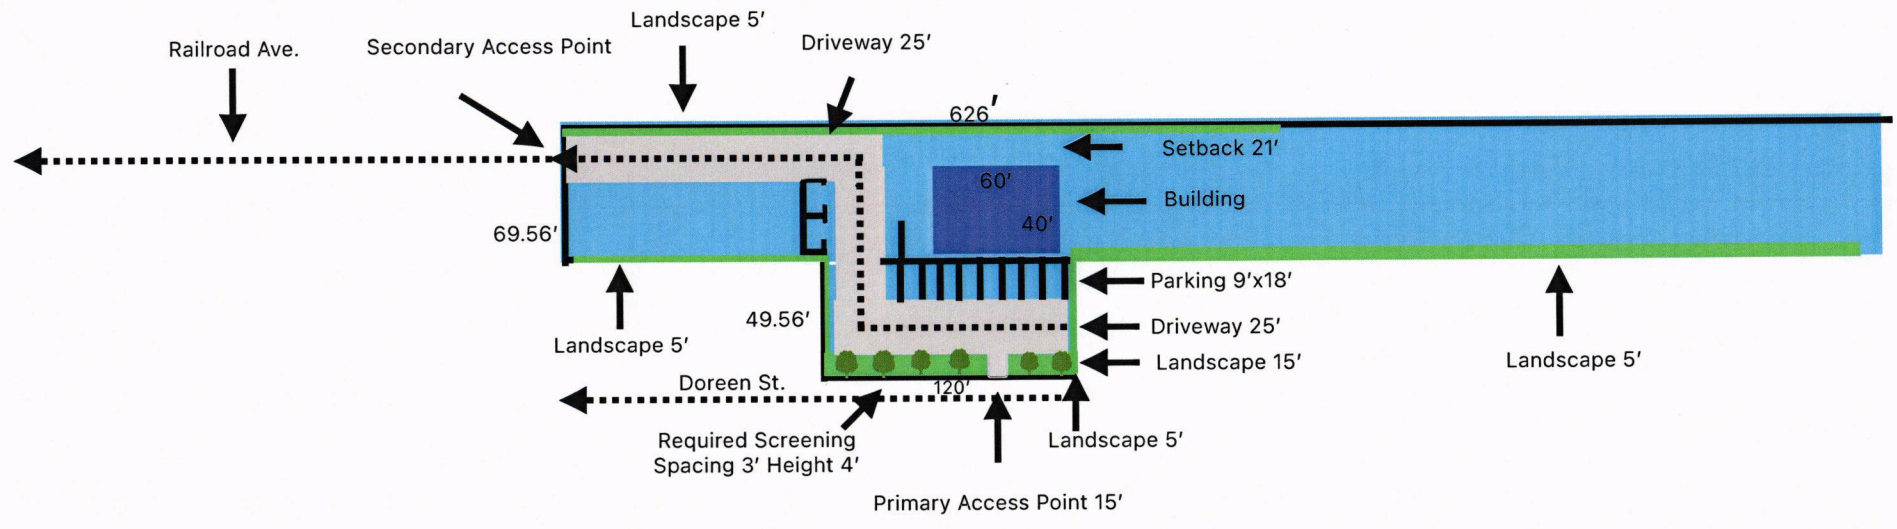 Landscape 5′
Railroad Ave.
Secondary Access Point
Driveway 25′
626′
Setback 21′
60′
Building
40′
69.56′
Parking 9′x18′
49.56′
Driveway 25′
Landscape 5′
Landscape 15′
Landscape 5′
Doreen St.
120′
Required Screening
Spacing 3′ Height 4′
Landscape 5′
Primary Access Point 15′